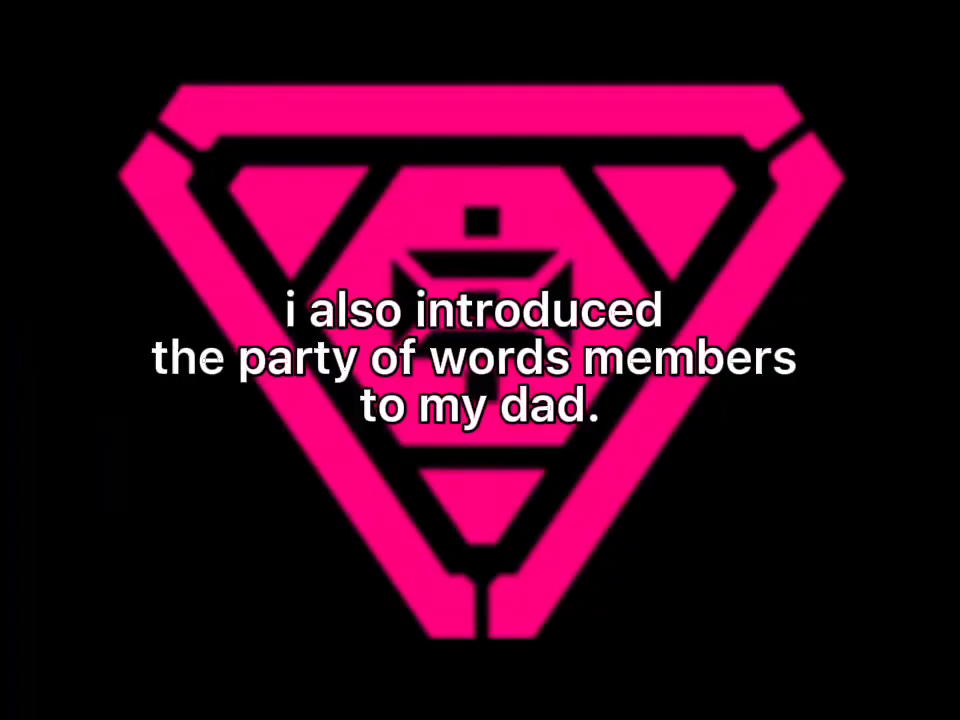 i also introduced
the party of words members
to my dad.